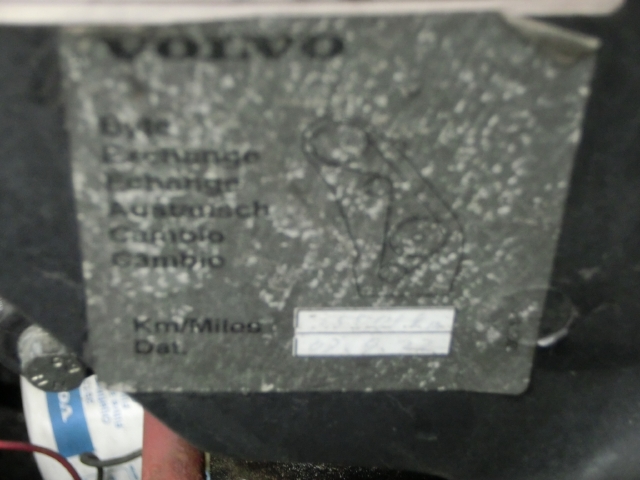 VOLVO
Byte
Exchange
Echange
Austausch
Cambio
Cambio
Km/Miles
Dat.